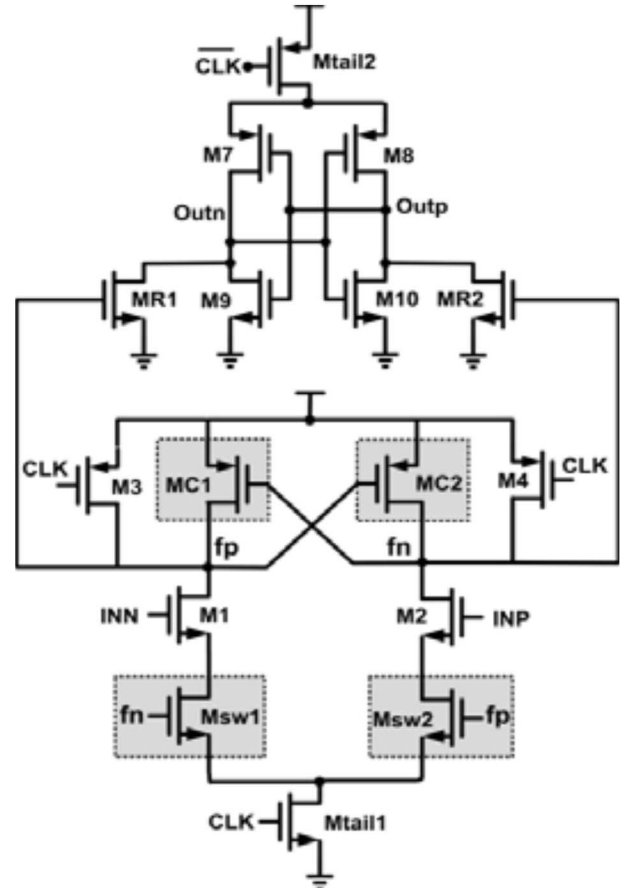 CLK
Mtail2
M7
M8
Outn
Outp
MR1
M9
M10
MR2
CLK
M3
MC1
MC2
M4
CLK
fp
fn
INN
M1
M2
INP
fn
Msw1
Msw2
fp
CLK
Mtail1